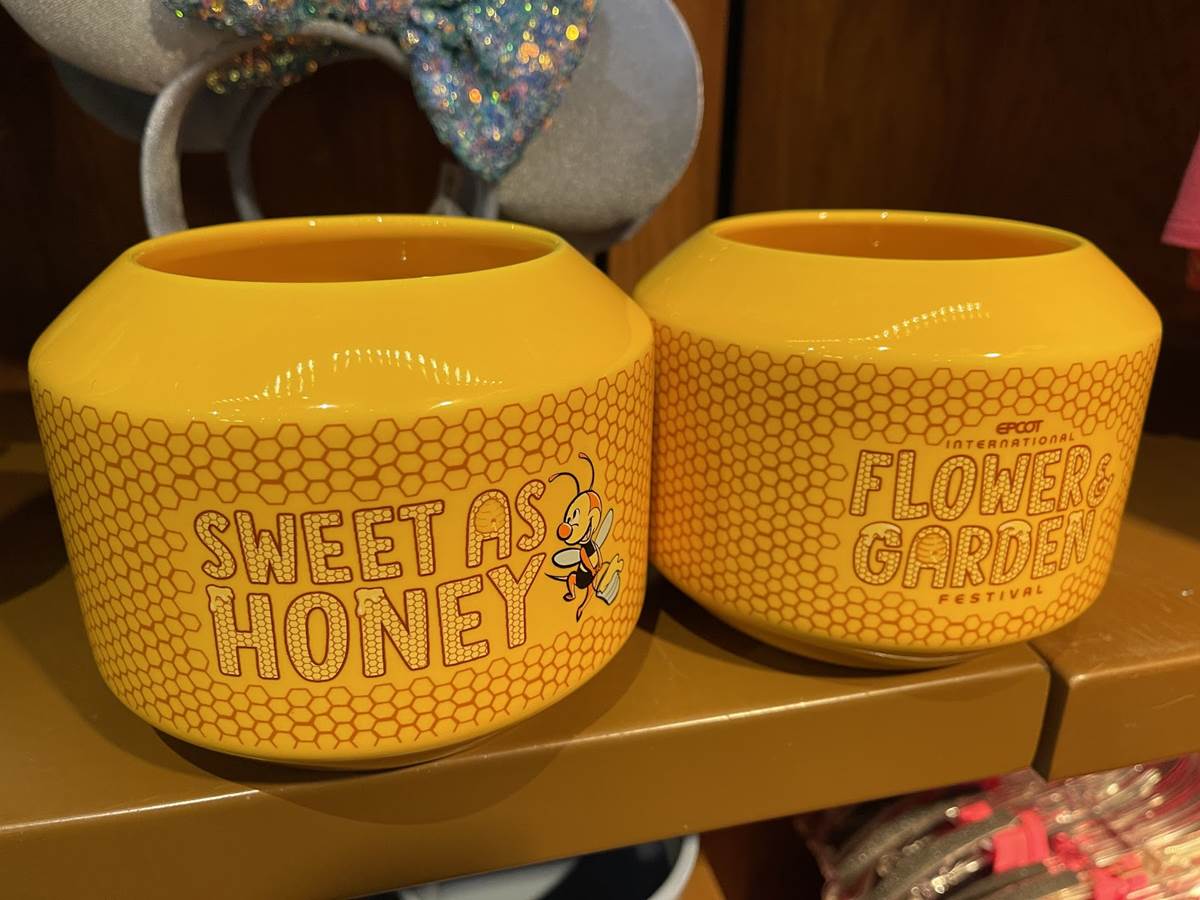 SWEET AS
HONEY
EPCOT
INTERNATIONAL
FLOWER &
GARDEN
FESTIVAL